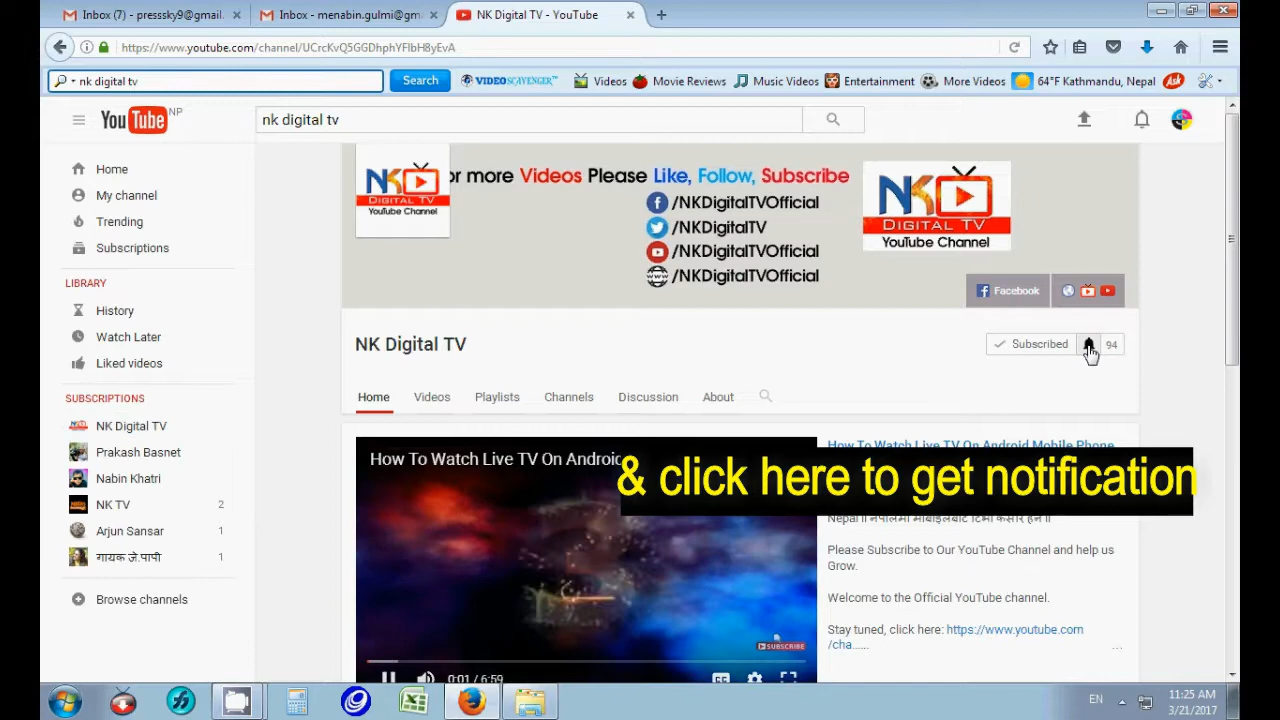 Inbox (7) - presssky9@gmail.
Inbox - menabin.gulmi@gm
NK Digital TV - YouTube
https://www.youtube.com/channel/UCrcKvQ5GGDhphYFlbH8yEvA
nk digital tv
Search
VIDEOSCAVENGER
Videos
Movie Reviews
Music Videos
Entertainment
More Videos
64°F Kathmandu, Nepal
Ask
YouTube NP
nk digital tv
Home
My channel
Trending
Subscriptions
LIBRARY
History
Watch Later
Liked videos
SUBSCRIPTIONS
NK Digital TV
Prakash Basnet
Nabin Khatri
NK TV 2
Arjun Sansar 1
गायक जे.पापी 1
Browse channels
NK
DIGITAL TV
YouTube Channel
or more Videos Please Like, Follow, Subscribe
/NKDigitalTVOfficial
/NKDigitalTV
/NKDigitalTVOfficial
/NKDigitalTVOfficial
NK
DIGITAL TV
YouTube Channel
Facebook
NK Digital TV
Subscribed 94
Home Videos Playlists Channels Discussion About
How To Watch Live TV On Android
How To Watch Live TV On Android Mobile Phone
& click here to get notification
Please Subscribe to Our YouTube Channel and help us
Grow.
Welcome to the Official YouTube channel.
Stay tuned, click here: https://www.youtube.com
/cha......
...
SUBSCRIBE
0:01 / 6:59
EN
11:25 AM
3/21/2017